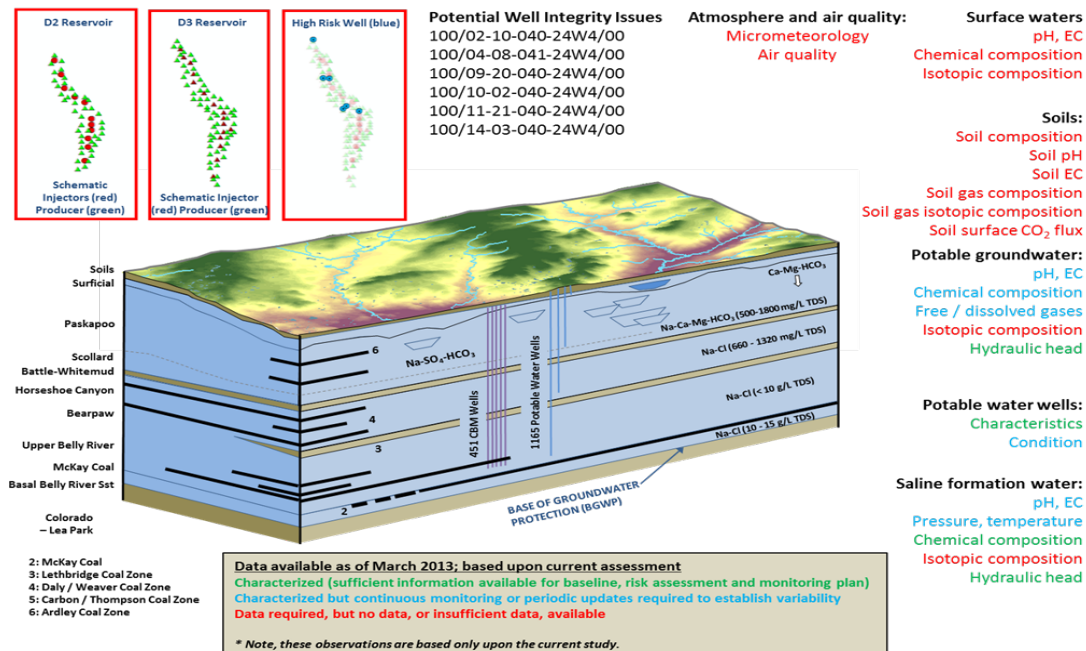 D2 Reservoir
Schematic
Injectors (red)
Producer (green)
D3 Reservoir
Schematic Injector
(red) Producer (green)
High Risk Well (blue)
Potential Well Integrity Issues
100/02-10-040-24W4/00
100/04-08-041-24W4/00
100/09-20-040-24W4/00
100/10-02-040-24W4/00
100/11-21-040-24W4/00
100/14-03-040-24W4/00
Atmosphere and air quality:
Micrometeorology
Air quality
Surface waters
pH, EC
Chemical composition
Isotopic composition
Soils:
Soil composition
Soil pH
Soil EC
Soil gas composition
Soil gas isotopic composition
Soil surface CO₂ flux
Potable groundwater:
pH, EC
Chemical composition
Free / dissolved gases
Isotopic composition
Hydraulic head
Potable water wells:
Characteristics
Condition
Saline formation water:
pH, EC
Pressure, temperature
Chemical composition
Isotopic composition
Hydraulic head
Soils
Surficial
Paskapoo
Scollard
Battle-Whitemud
Horseshoe Canyon
Bearpaw
Upper Belly River
McKay Coal
Basal Belly River Sst
Colorado
– Lea Park
6
4
3
2
Na-SO₄-HCO₃
451 CBM Wells
1165 Potable Water Wells
Ca-Mg-HCO₃
Na-Ca-Mg-HCO₃ (500-1800 mg/L TDS)
Na-Cl (660 - 1320 mg/L TDS)
Na-Cl (< 10 g/L TDS)
Na-Cl (10 - 15 g/L TDS)
BASE OF GROUNDWATER
PROTECTION (BGWP)
2: McKay Coal
3: Lethbridge Coal Zone
4: Daly / Weaver Coal Zone
5: Carbon / Thompson Coal Zone
6: Ardley Coal Zone
Data available as of March 2013; based upon current assessment
Characterized (sufficient information available for baseline, risk assessment and monitoring plan)
Characterized but continuous monitoring or periodic updates required to establish variability
Data required, but no data, or insufficient data, available
* Note, these observations are based only upon the current study.